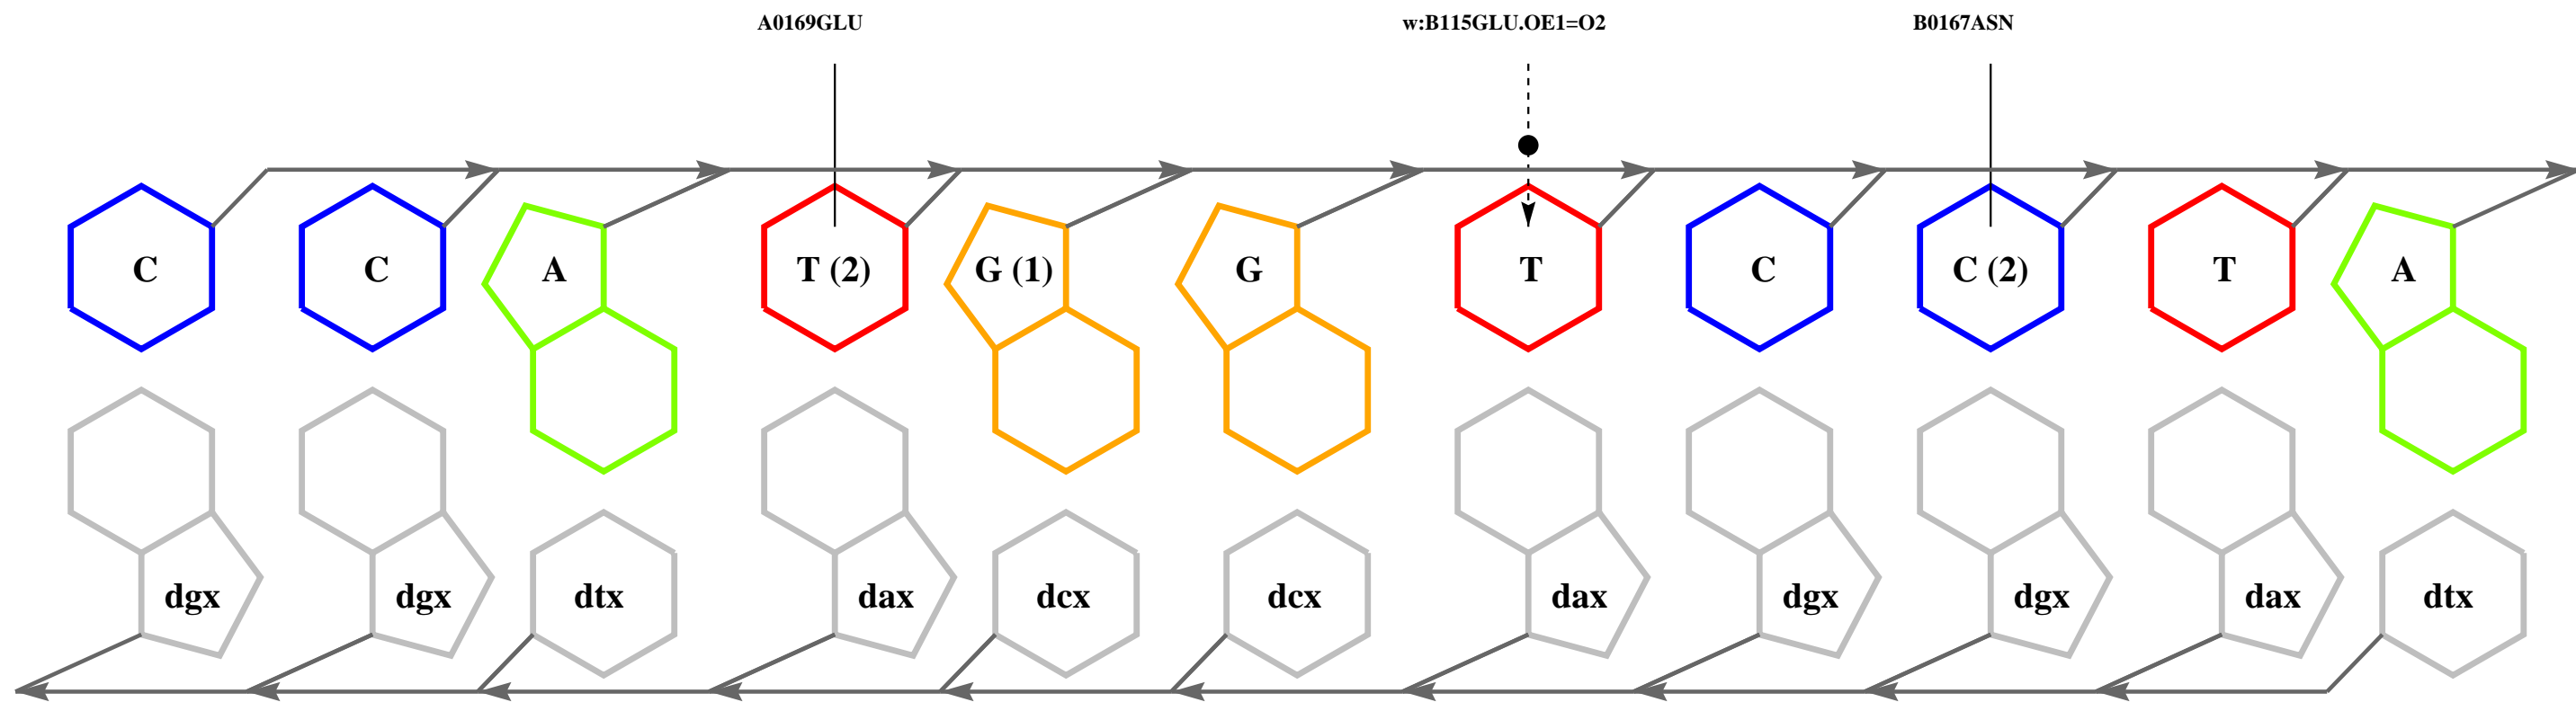 A0169GLU w:B115GLU.OE1=O2 B0167ASN
C C A T (2) G (1) G T C C (2) T A
dgx dgx dtx dax dcx dcx dax dgx dgx dax dtx